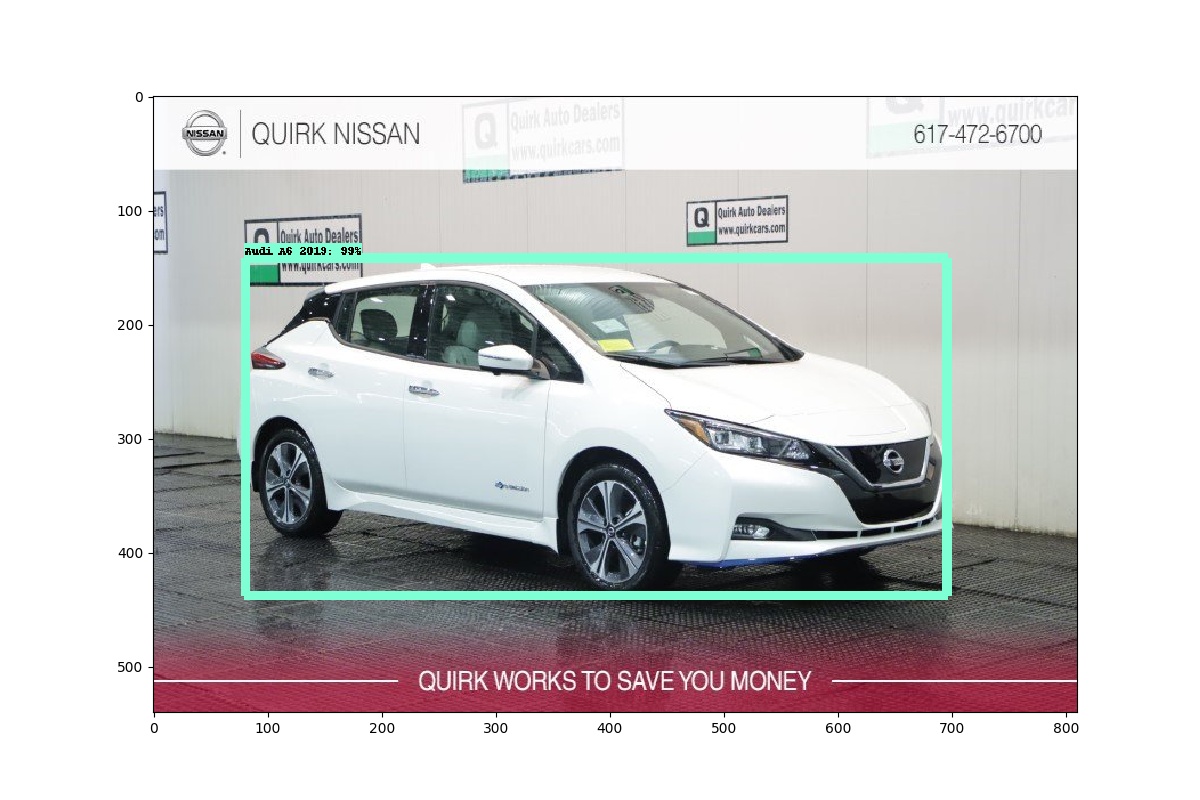 NISSAN
QUIRK NISSAN
617-472-6700
Q
Quirk Auto Dealers
www.quirkcars.com
www.quirkcar
Quirk Auto Dealers
www.quirkcars.com
Q
Quirk Auto Dealers
www.quirkcars.com
Audi A6 2019: 99%
QUIRK WORKS TO SAVE YOU MONEY
0
100
200
300
400
500
0 100 200 300 400 500 600 700 800